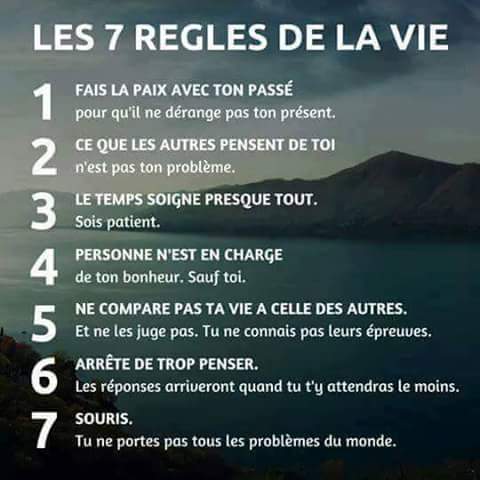 LES 7 REGLES DE LA VIE
1 FAIS LA PAIX AVEC TON PASSÉ
pour qu'il ne dérange pas ton présent.
2 CE QUE LES AUTRES PENSENT DE TOI
n'est pas ton problème.
3 LE TEMPS SOIGNE PRESQUE TOUT.
Sois patient.
4 PERSONNE N'EST EN CHARGE
de ton bonheur. Sauf toi.
5 NE COMPARE PAS TA VIE A CELLE DES AUTRES.
Et ne les juge pas. Tu ne connais pas leurs épreuves.
6 ARRÊTE DE TROP PENSER.
Les réponses arriveront quand tu t'y attendras le moins.
7 SOURIS.
Tu ne portes pas tous les problèmes du monde.